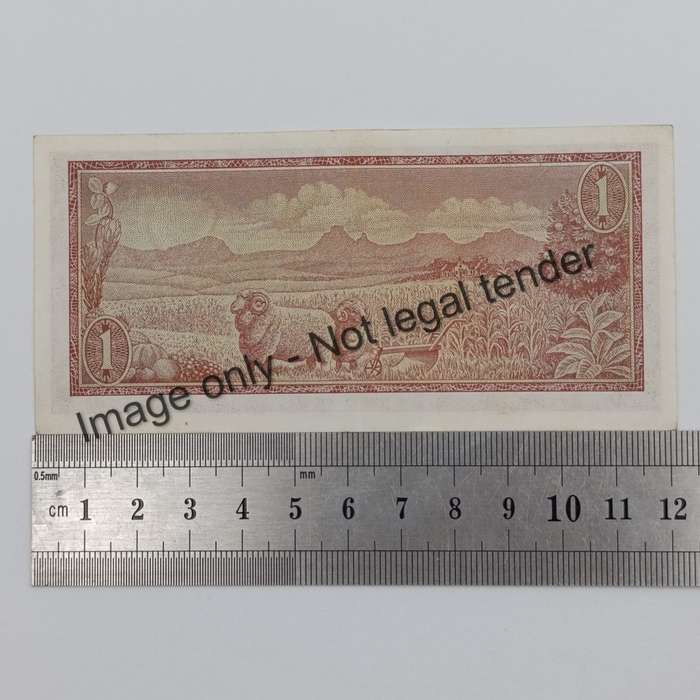 1
1
Image only - Not legal tender
0.5mm
mm
cm 1 2 3 4 5 6 7 8 9 10 11 12